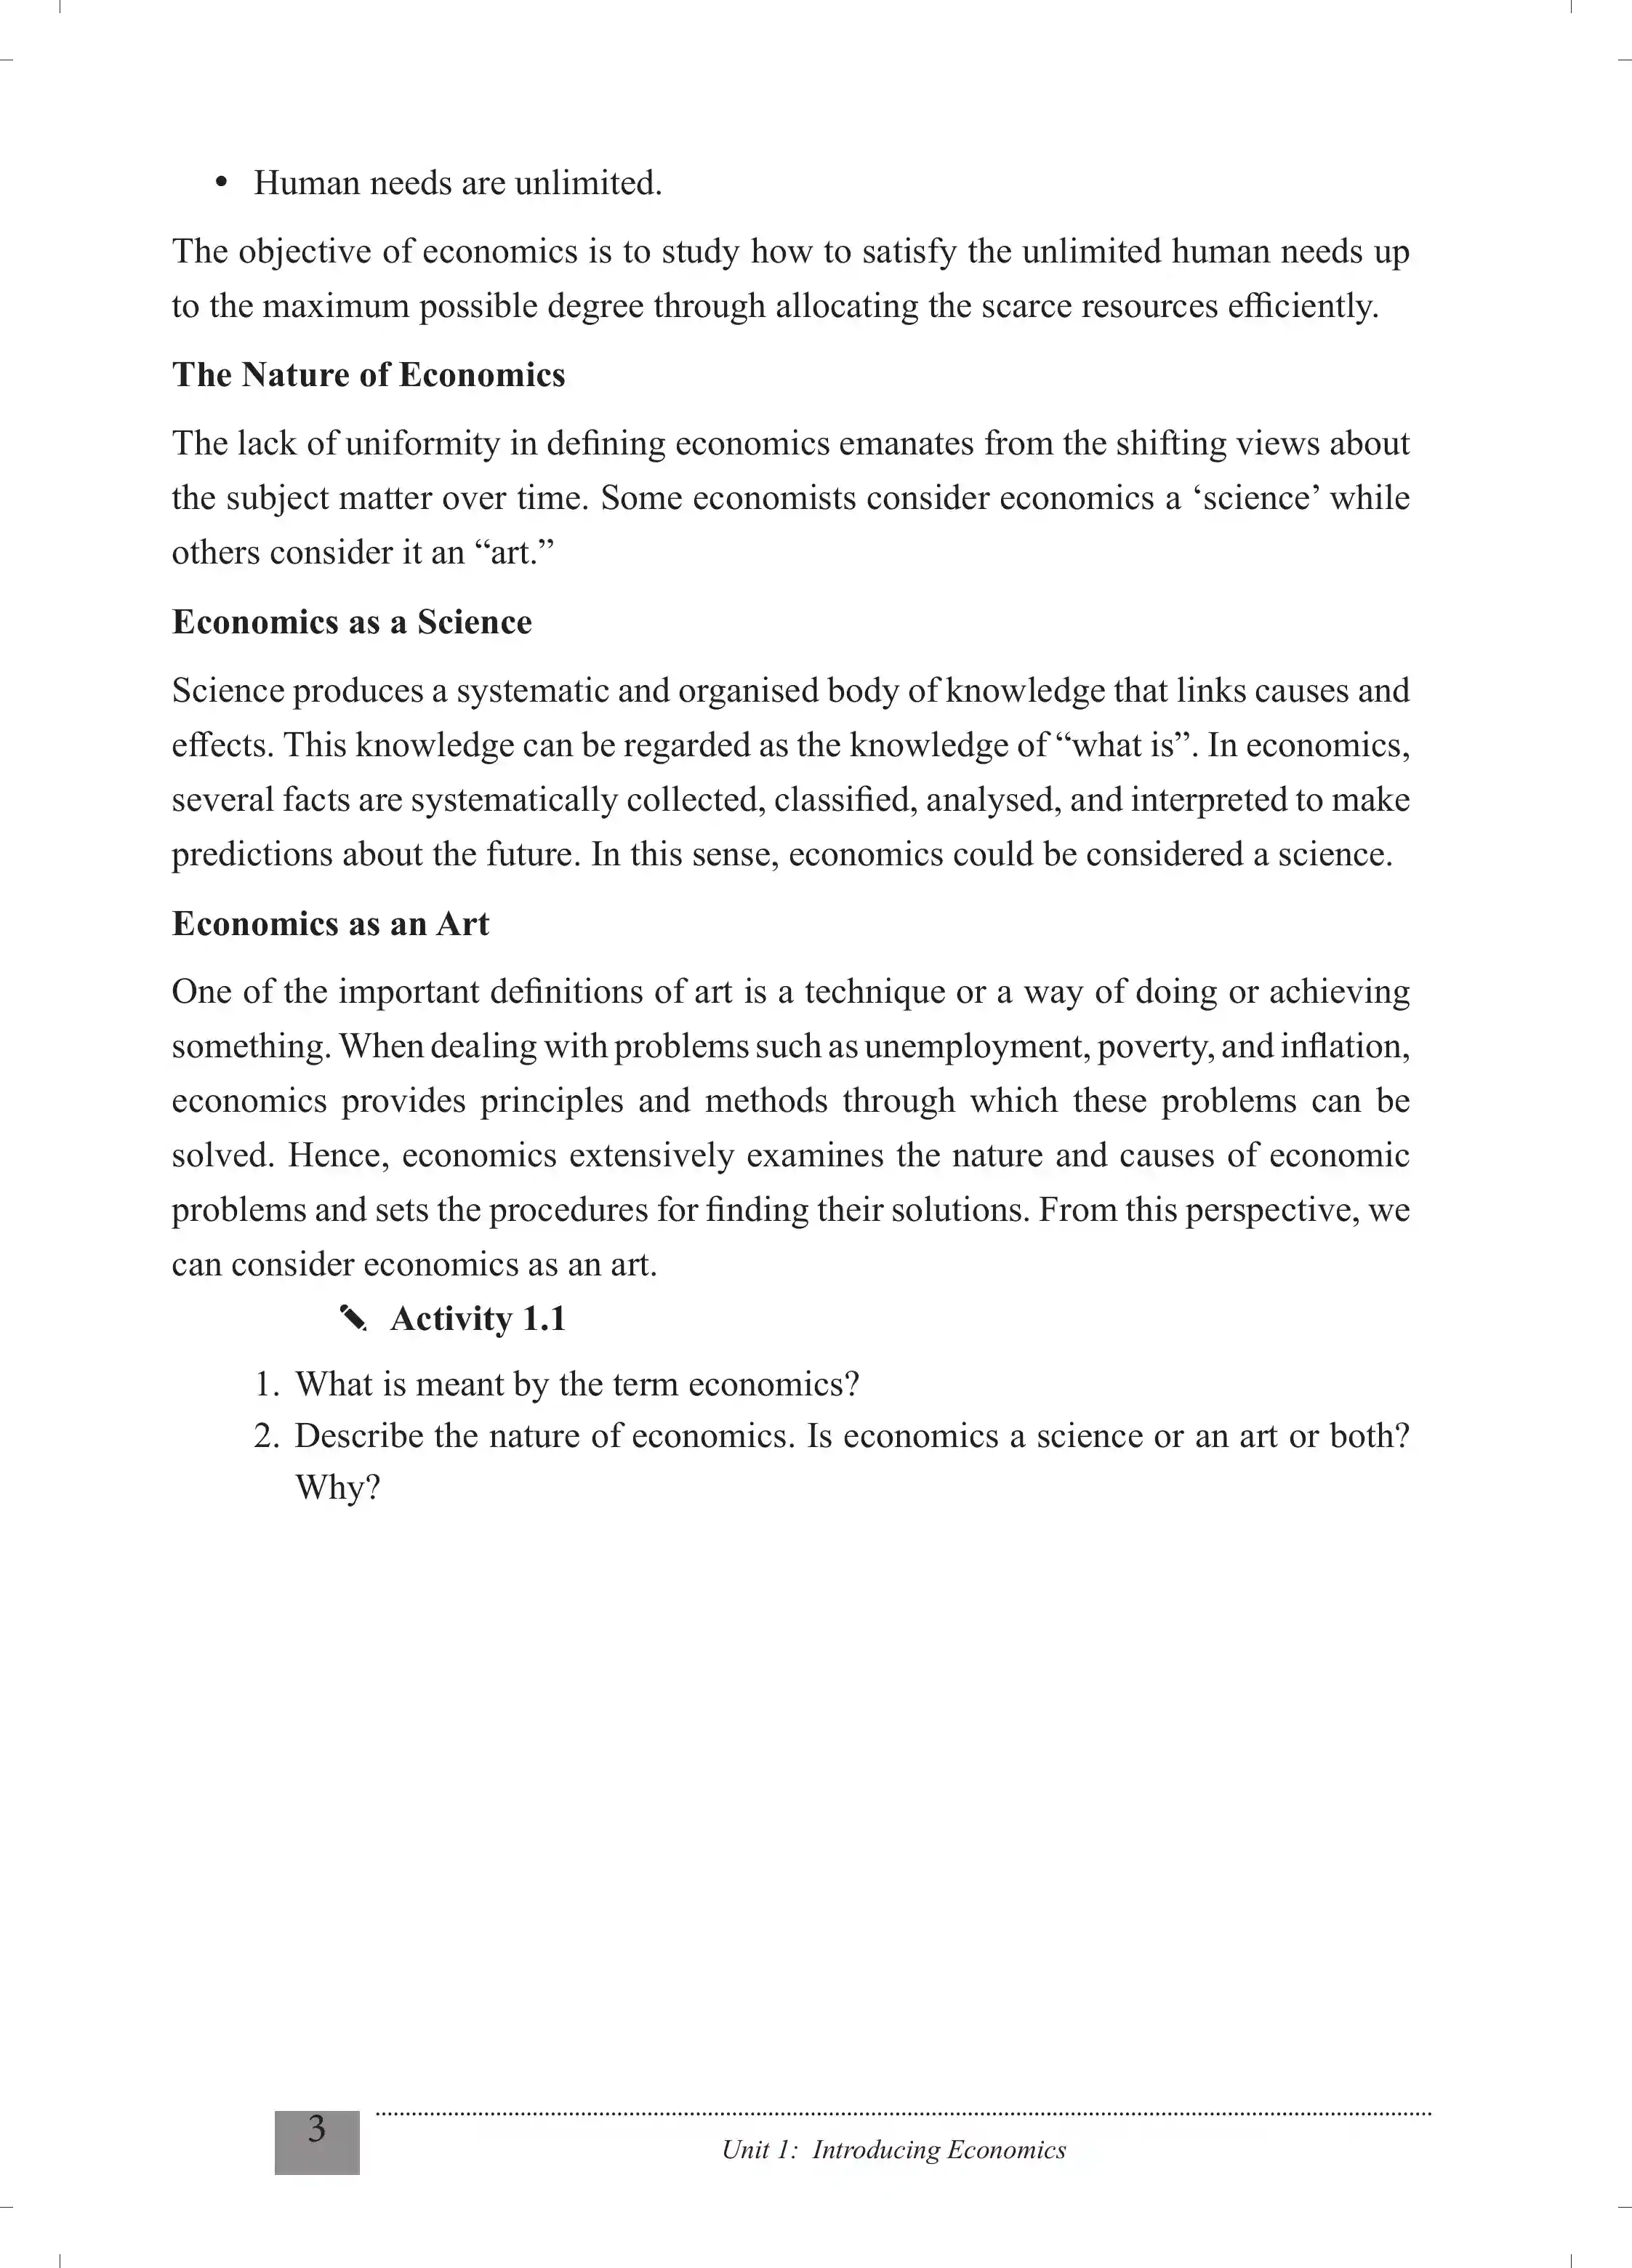 • Human needs are unlimited.
The objective of economics is to study how to satisfy the unlimited human needs up
to the maximum possible degree through allocating the scarce resources efficiently.
The Nature of Economics
The lack of uniformity in defining economics emanates from the shifting views about
the subject matter over time. Some economists consider economics a ‘science’ while
others consider it an “art.”
Economics as a Science
Science produces a systematic and organised body of knowledge that links causes and
effects. This knowledge can be regarded as the knowledge of “what is”. In economics,
several facts are systematically collected, classified, analysed, and interpreted to make
predictions about the future. In this sense, economics could be considered a science.
Economics as an Art
One of the important definitions of art is a technique or a way of doing or achieving
something. When dealing with problems such as unemployment, poverty, and inflation,
economics provides principles and methods through which these problems can be
solved. Hence, economics extensively examines the nature and causes of economic
problems and sets the procedures for finding their solutions. From this perspective, we
can consider economics as an art.
✎ Activity 1.1
1. What is meant by the term economics?
2. Describe the nature of economics. Is economics a science or an art or both?
Why?
3
Unit 1: Introducing Economics